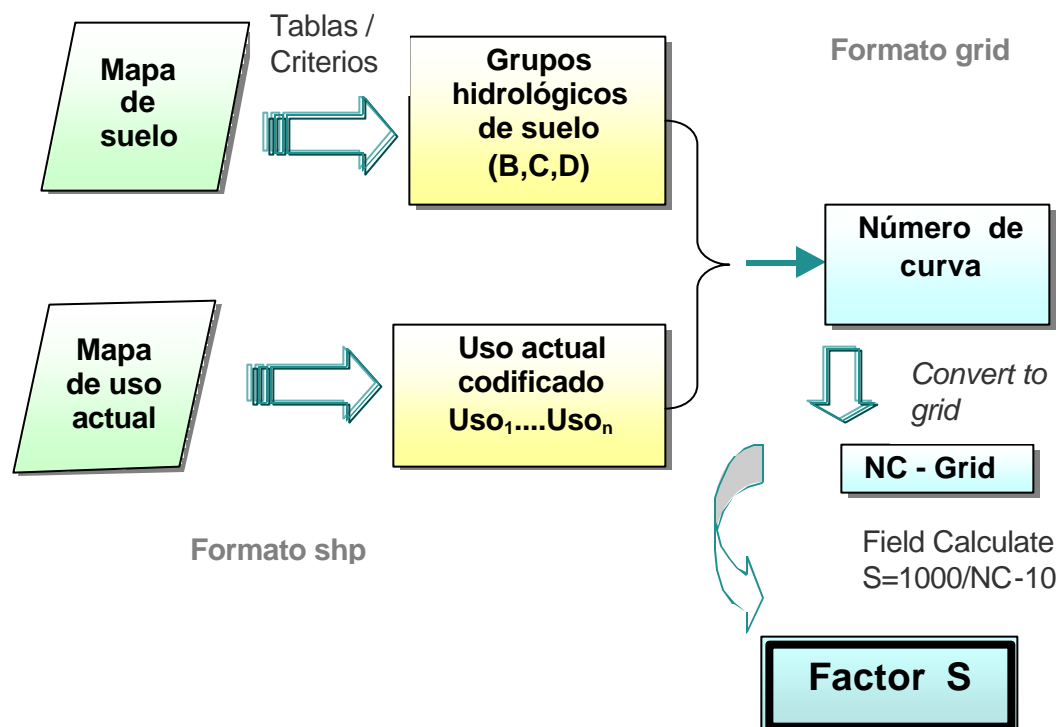 Mapa
de
suelo
Tablas /
Criterios
Grupos
hidrológicos
de suelo
(B,C,D)
Formato grid
Número de
curva
Mapa
de uso
actual
Uso actual
codificado
Uso₁....Usoₙ
Convert to
grid
NC - Grid
Formato shp
Field Calculate
S=1000/NC-10
Factor S